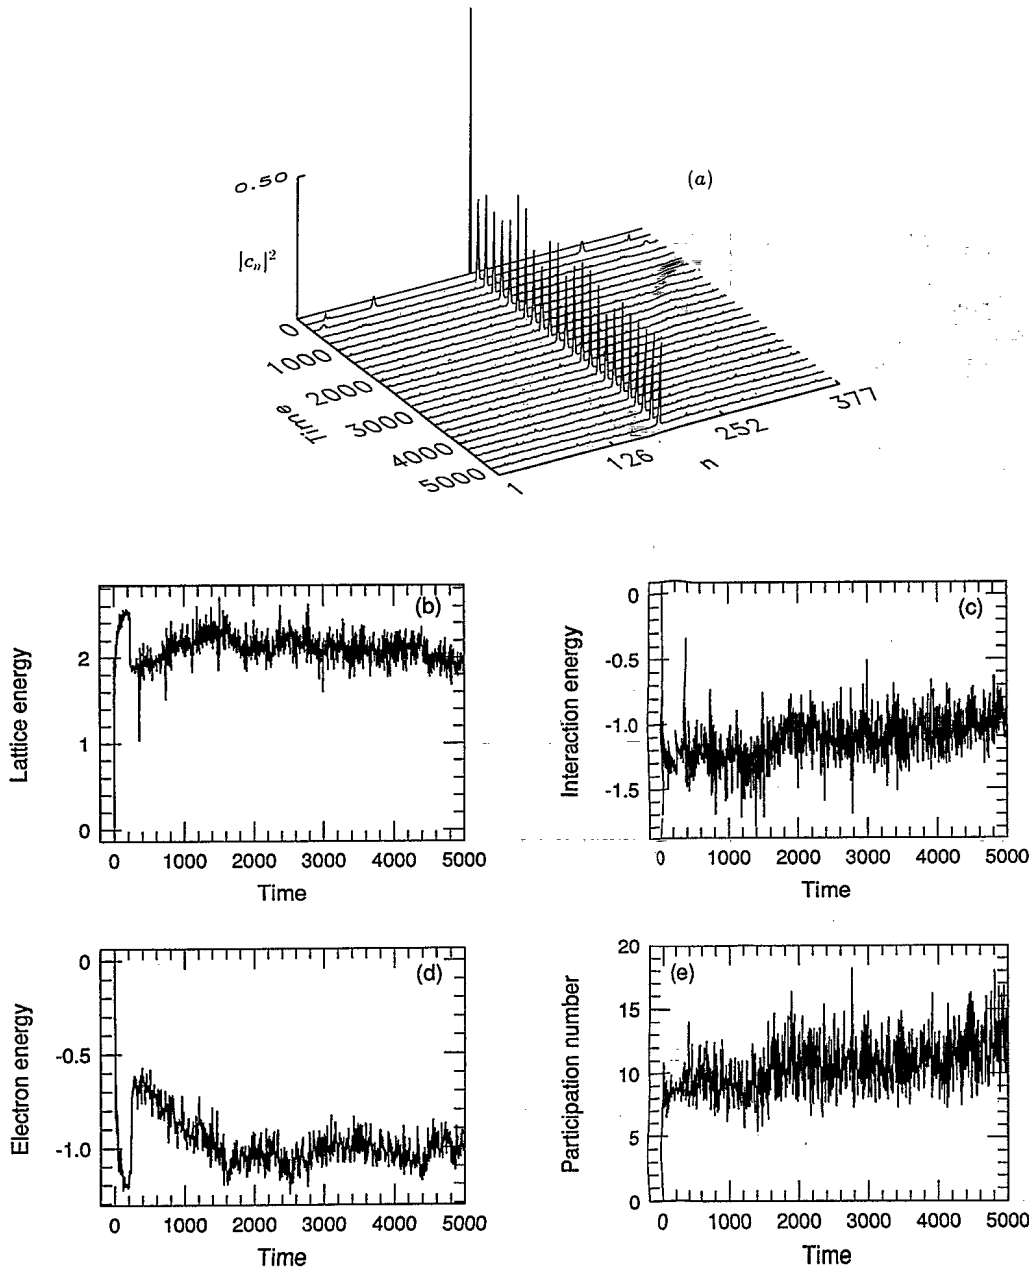 (a)
0.50
|c_n|^2
0
1000
2000
3000
4000
5000
Time
1
126
252
377
n
(b)
Lattice energy
2
1
0
0 1000 2000 3000 4000 5000
Time
(c)
Interaction energy
0
-0.5
-1.0
-1.5
0 1000 2000 3000 4000 5000
Time
(d)
Electron energy
0
-0.5
-1.0
0 1000 2000 3000 4000 5000
Time
(e)
Participation number
20
15
10
5
0
0 1000 2000 3000 4000 5000
Time